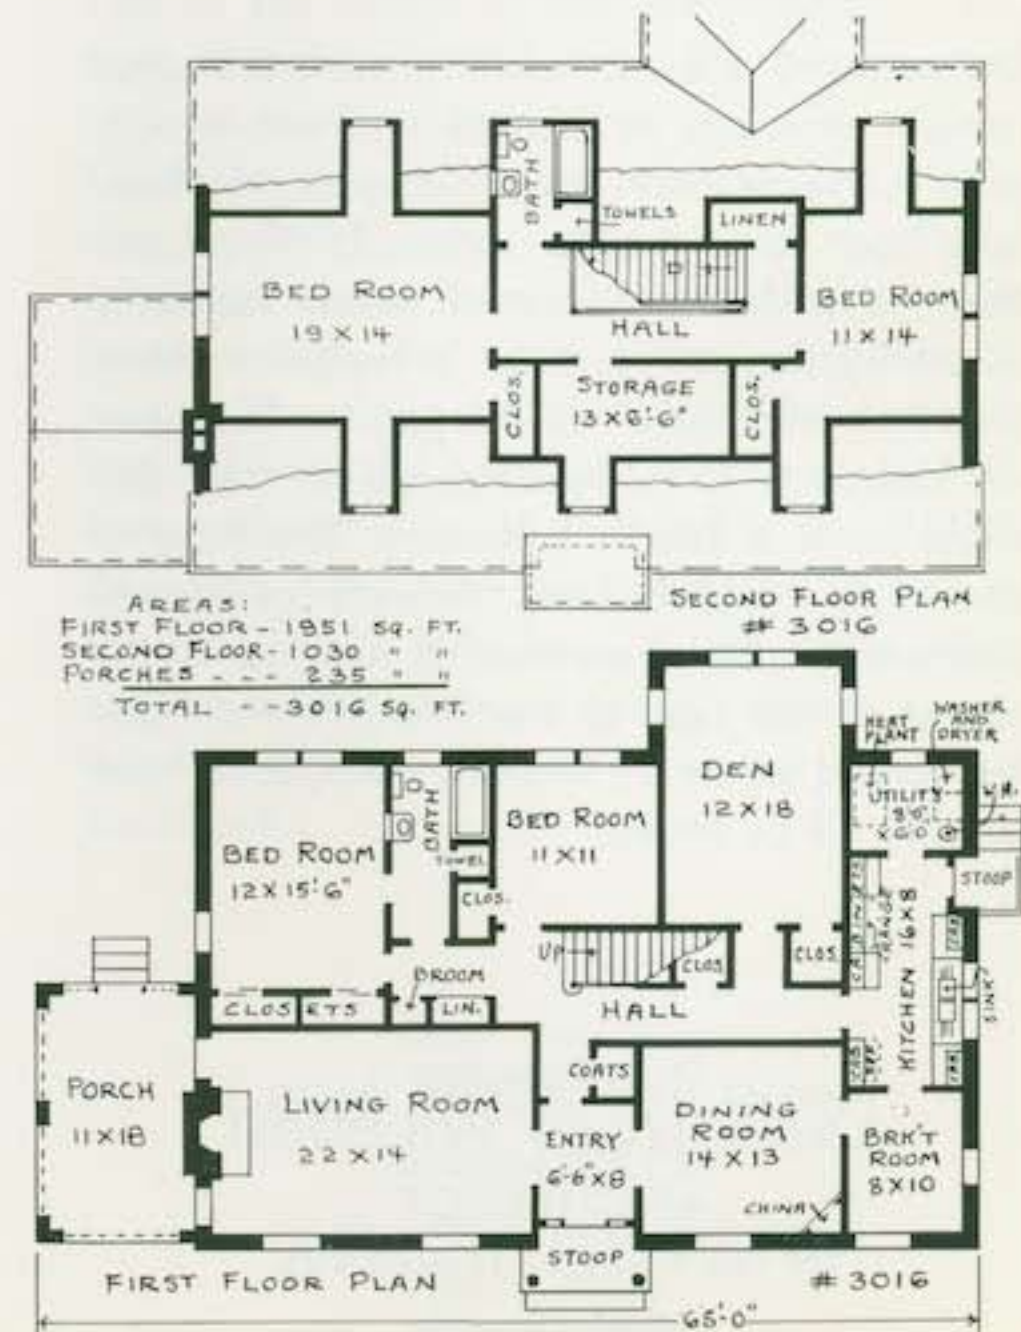 BATH
TOWELS
LINEN
BED ROOM
19 X 14
D
HALL
BED ROOM
11 X 14
CLOS.
STORAGE
13 X 6'-6"
CLOS.
SECOND FLOOR PLAN
# 3016
AREAS:
FIRST FLOOR - 1951 SQ. FT.
SECOND FLOOR - 1030 " "
PORCHES - - - 235 " "
TOTAL - - 3016 SQ. FT.
HEAT
PLANT
WASHER
AND
DRYER
DEN
12 X 18
UTILITY
BATH
BED ROOM
11 X 11
BED ROOM
12 X 15'-6"
TOWEL
CLOS.
CABINETS
RANGE
KITCHEN 16 X 8
STOOP
SINK
UP
CLOS.
CLOS.
BROOM
CLOS ETS
LIN.
HALL
PORCH
11 X 18
LIVING ROOM
22 X 14
COATS
ENTRY
6'-6" X 8
DINING
ROOM
14 X 13
CHINA
BRK'T
ROOM
8 X 10
STOOP
FIRST FLOOR PLAN
# 3016
65'-0"